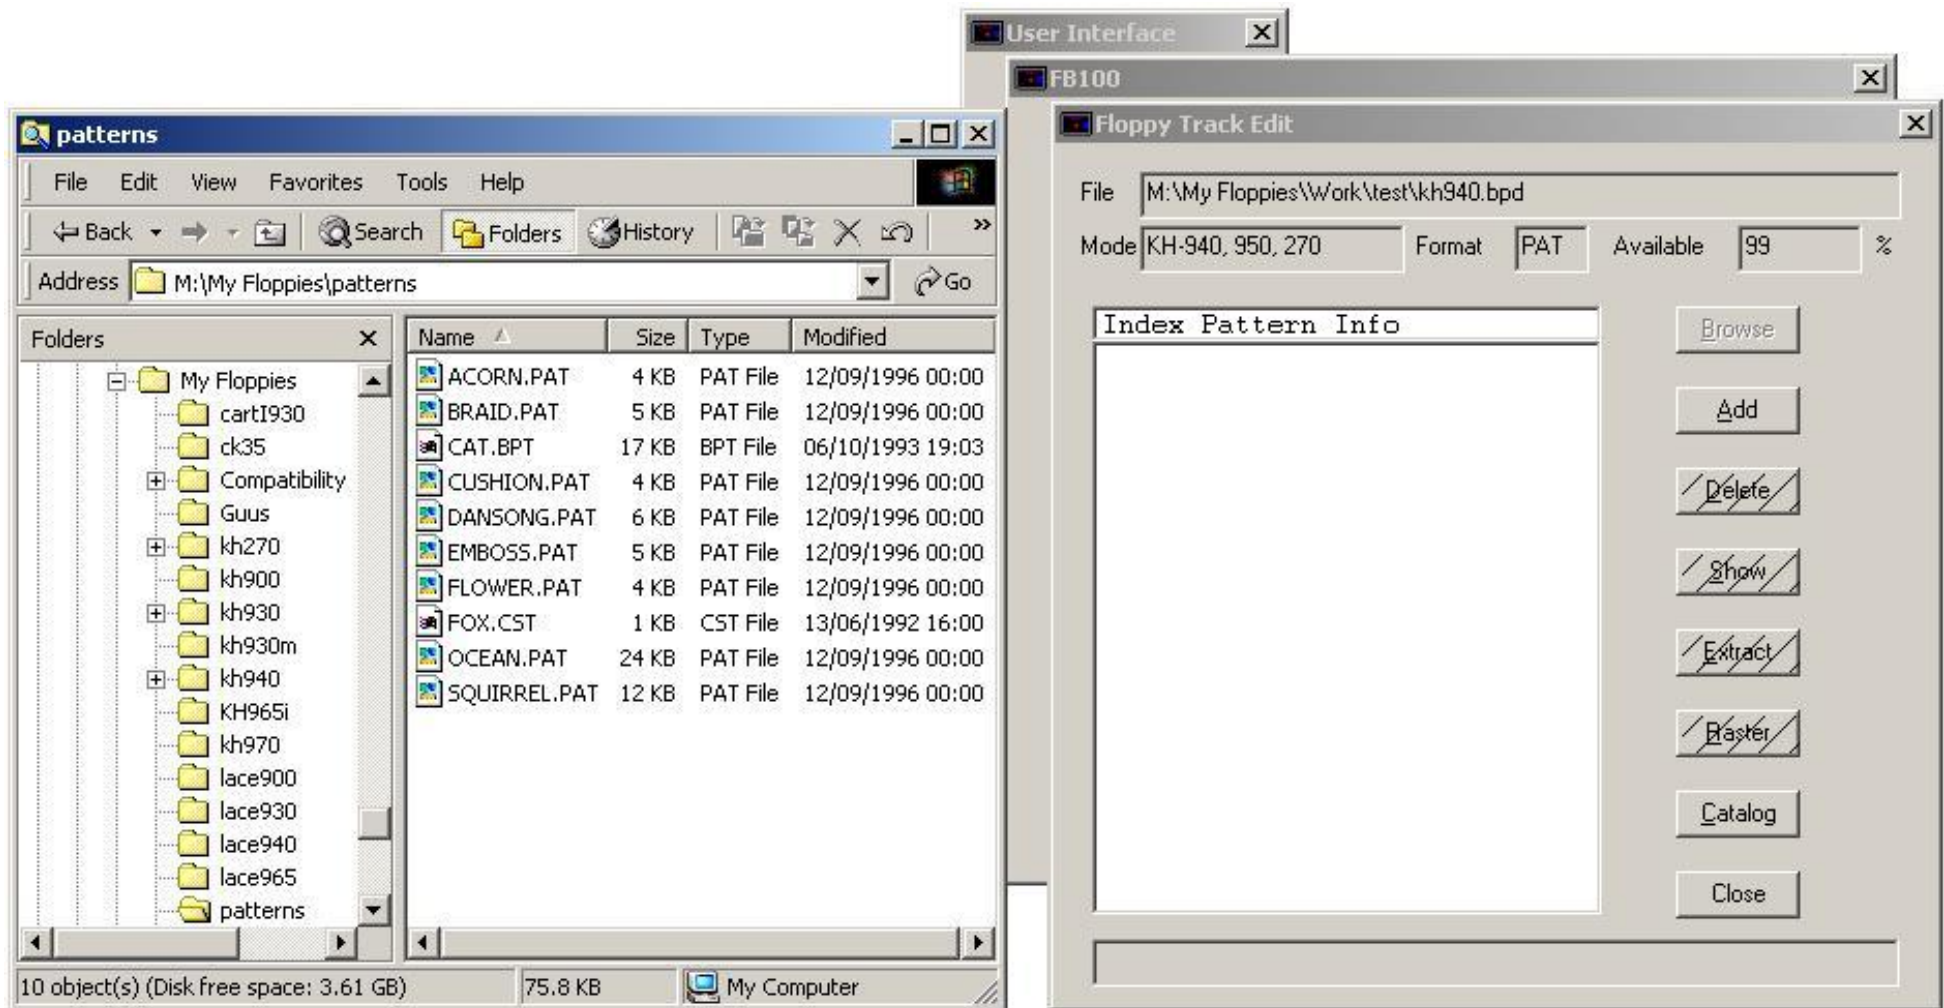 User Interface
FB100
Floppy Track Edit
File M:\My Floppies\Work\test\kh940.bpd
Mode KH-940, 950, 270 Format PAT Available 99 %
Index Pattern Info
Browse
Add
Delete
Show
Extract
Raster
Catalog
Close
patterns
File Edit View Favorites Tools Help
Back Search Folders History »
Address M:\My Floppies\patterns Go
Folders
My Floppies
cartI930
ck35
Compatibility
Guus
kh270
kh900
kh930
kh930m
kh940
KH965i
kh970
lace900
lace930
lace940
lace965
patterns
Name Size Type Modified
ACORN.PAT 4 KB PAT File 12/09/1996 00:00
BRAID.PAT 5 KB PAT File 12/09/1996 00:00
CAT.BPT 17 KB BPT File 06/10/1993 19:03
CUSHION.PAT 4 KB PAT File 12/09/1996 00:00
DANSONG.PAT 6 KB PAT File 12/09/1996 00:00
EMBOSS.PAT 5 KB PAT File 12/09/1996 00:00
FLOWER.PAT 4 KB PAT File 12/09/1996 00:00
FOX.CST 1 KB CST File 13/06/1992 16:00
OCEAN.PAT 24 KB PAT File 12/09/1996 00:00
SQUIRREL.PAT 12 KB PAT File 12/09/1996 00:00
10 object(s) (Disk free space: 3.61 GB) 75.8 KB My Computer